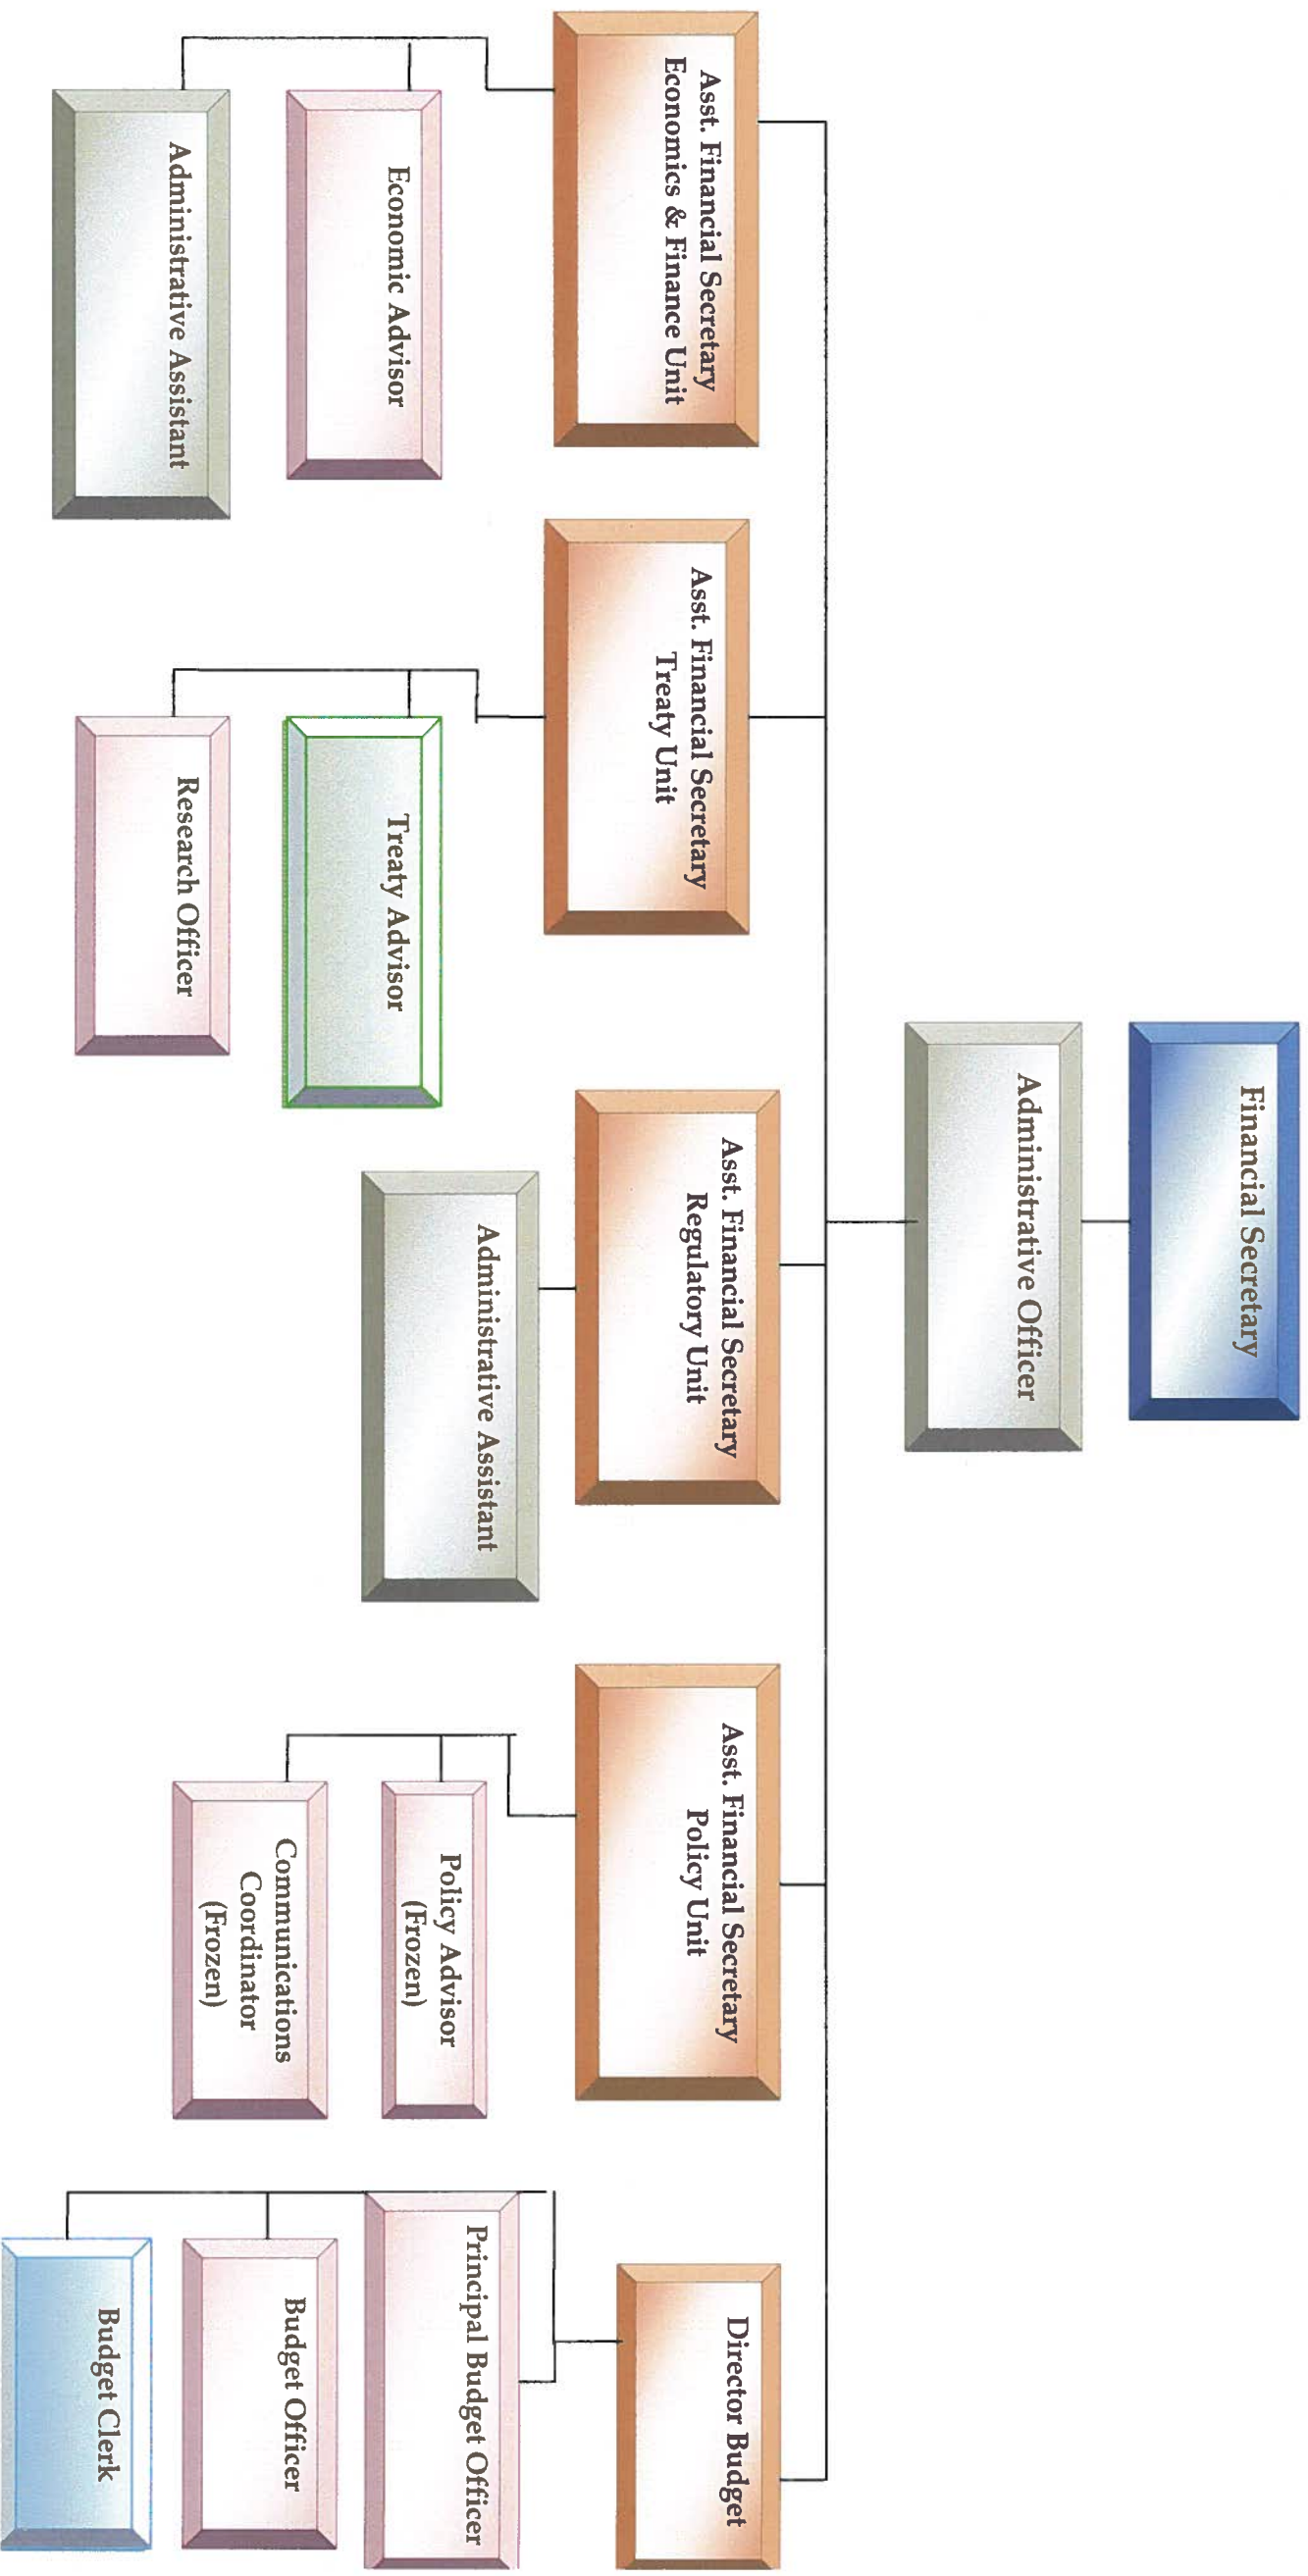 Financial Secretary
Administrative Officer
Asst. Financial Secretary
Economics & Finance Unit
Asst. Financial Secretary
Treaty Unit
Asst. Financial Secretary
Regulatory Unit
Asst. Financial Secretary
Policy Unit
Director Budget
Economic Advisor
Administrative Assistant
Treaty Advisor
Research Officer
Administrative Assistant
Policy Advisor
(Frozen)
Communications
Coordinator
(Frozen)
Principal Budget Officer
Budget Officer
Budget Clerk